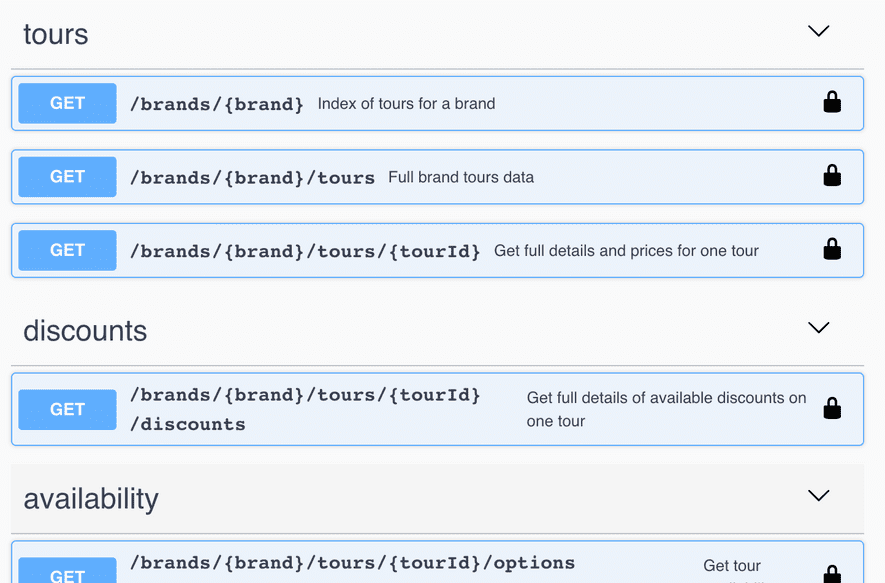 tours
GET /brands/{brand} Index of tours for a brand
GET /brands/{brand}/tours Full brand tours data
GET /brands/{brand}/tours/{tourId} Get full details and prices for one tour
discounts
GET /brands/{brand}/tours/{tourId}
/discounts
Get full details of available discounts on
one tour
availability
GET /brands/{brand}/tours/{tourId}/options
Get tour